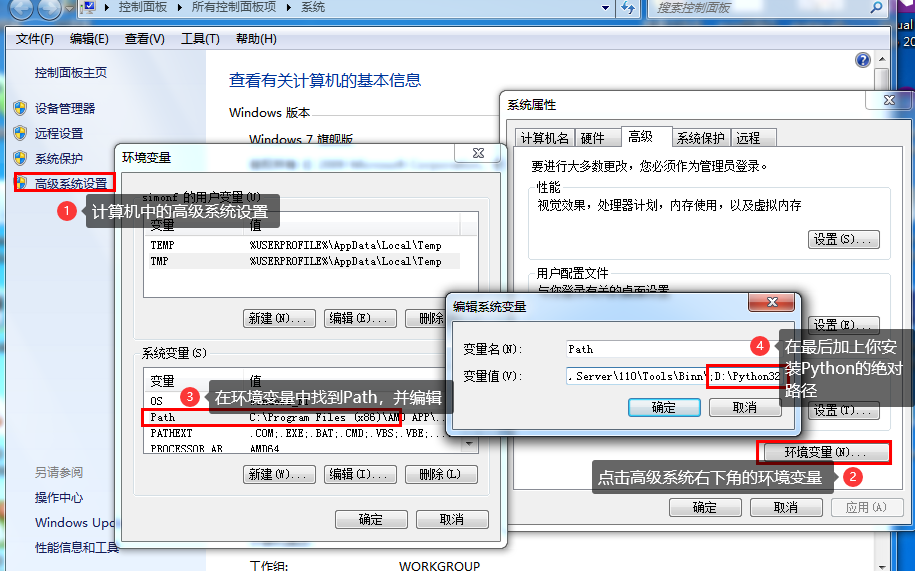 控制面板 所有控制面板项 系统
搜索控制面板
文件(F) 编辑(E) 查看(V) 工具(T) 帮助(H)
控制面板主页
设备管理器
远程设置
系统保护
高级系统设置
1 计算机中的高级系统设置
另请参阅
操作中心
Windows Upd
性能信息和工具
查看有关计算机的基本信息
Windows 版本
Windows 7 旗舰版
工作组: WORKGROUP
环境变量
simonf 的用户变量(U)
变量 值
TEMP %USERPROFILE%\AppData\Local\Temp
TMP %USERPROFILE%\AppData\Local\Temp
新建(N)... 编辑(E)... 删除
系统变量(S)
变量 值
OS
3 在环境变量中找到Path，并编辑
Path C:\Program Files (x86)\AMD APP\
PATHEXT .COM;.EXE;.BAT;.CMD;.VBS;.VBE;...
PROCESSOR_AR AMD64
新建(W)... 编辑(I)... 删除(L)
确定 取消
系统属性
计算机名 硬件 高级 系统保护 远程
要进行大多数更改，您必须作为管理员登录。
性能
视觉效果，处理器计划，内存使用，以及虚拟内存
设置(S)...
用户配置文件
与您登录有关的桌面设置
设置(E)...
设置(T)...
环境变量(N)...
点击高级系统右下角的环境变量 2
确定 取消 应用(A)
编辑系统变量
变量名(N): Path
变量值(V): Server\110\Tools\Binn\;D:\Python32
确定 取消
4 在最后加上你安
装Python的绝对
路径